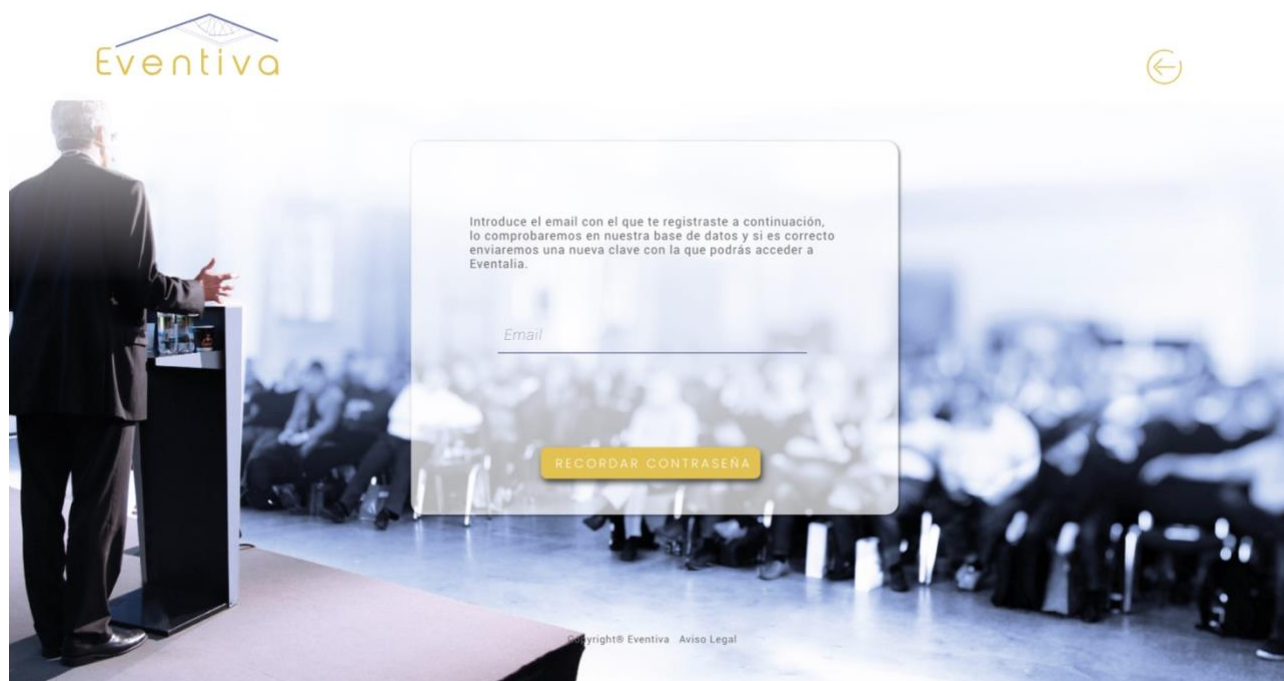 Eventiva
Introduce el email con el que te registraste a continuación,
lo comprobaremos en nuestra base de datos y si es correcto
enviaremos una nueva clave con la que podrás acceder a
Eventalia.
Email
RECORDAR CONTRASEÑA
Copyright® Eventiva Aviso Legal